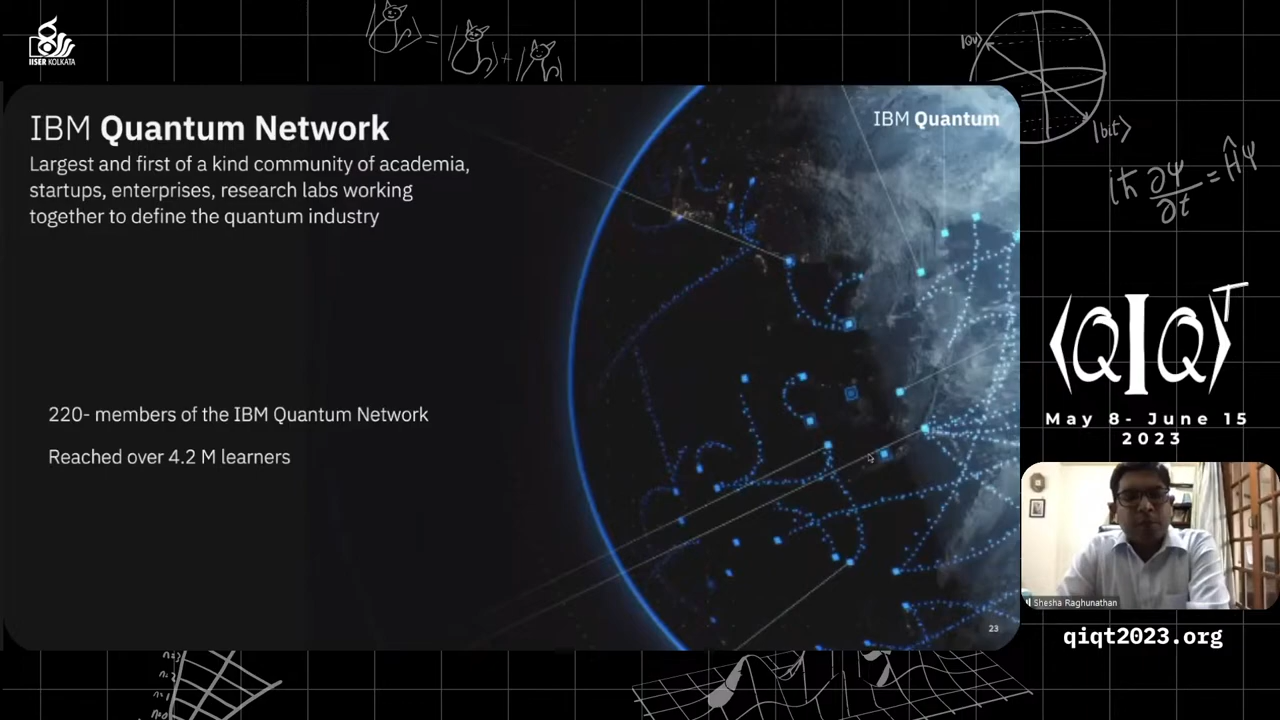 IISER KOLKATA
IBM Quantum Network
Largest and first of a kind community of academia,
startups, enterprises, research labs working
together to define the quantum industry
IBM Quantum
220- members of the IBM Quantum Network
Reached over 4.2 M learners
23
|bit⟩
iħ ∂ψ/∂t = Ĥψ
⟨QIQ⟩T
May 8- June 15
2023
Shesha Raghunathan
qiqt2023.org
n=2
n=1
n=0